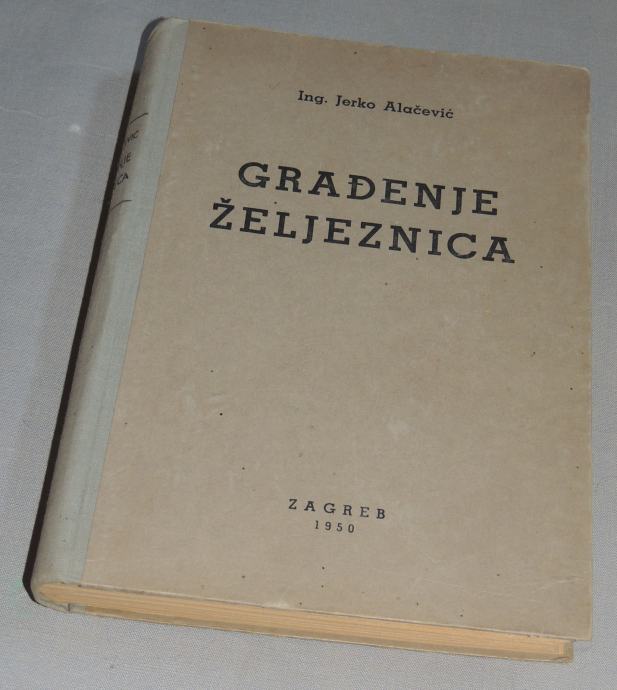 Ing. Jerko Alačević
GRAĐENJE
ŽELJEZNICA
ZAGREB
1950